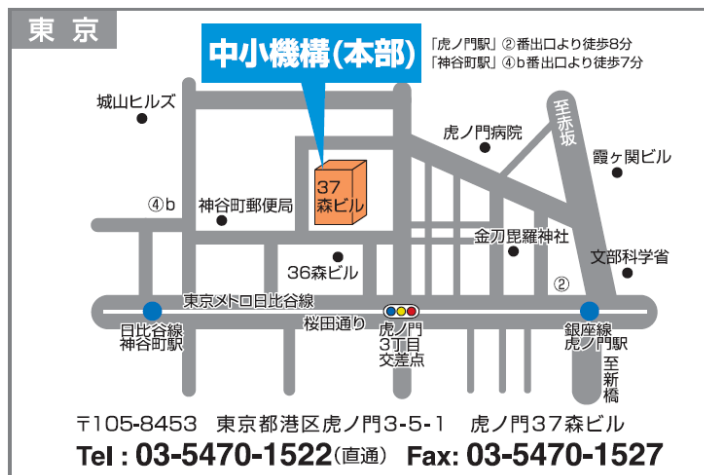 東京
中小機構(本部)
「虎ノ門駅」②番出口より徒歩8分
「神谷町駅」④b番出口より徒歩7分
城山ヒルズ
虎ノ門病院
至赤坂
霞ヶ関ビル
37
森ビル
④b
神谷町郵便局
金刀毘羅神社
36森ビル
文部科学省
②
東京メトロ日比谷線
桜田通り
日比谷線
神谷町駅
虎ノ門
3丁目
交差点
銀座線
虎ノ門駅
至新橋
〒105-8453 東京都港区虎ノ門3-5-1 虎ノ門37森ビル
Tel : 03-5470-1522(直通) Fax: 03-5470-1527